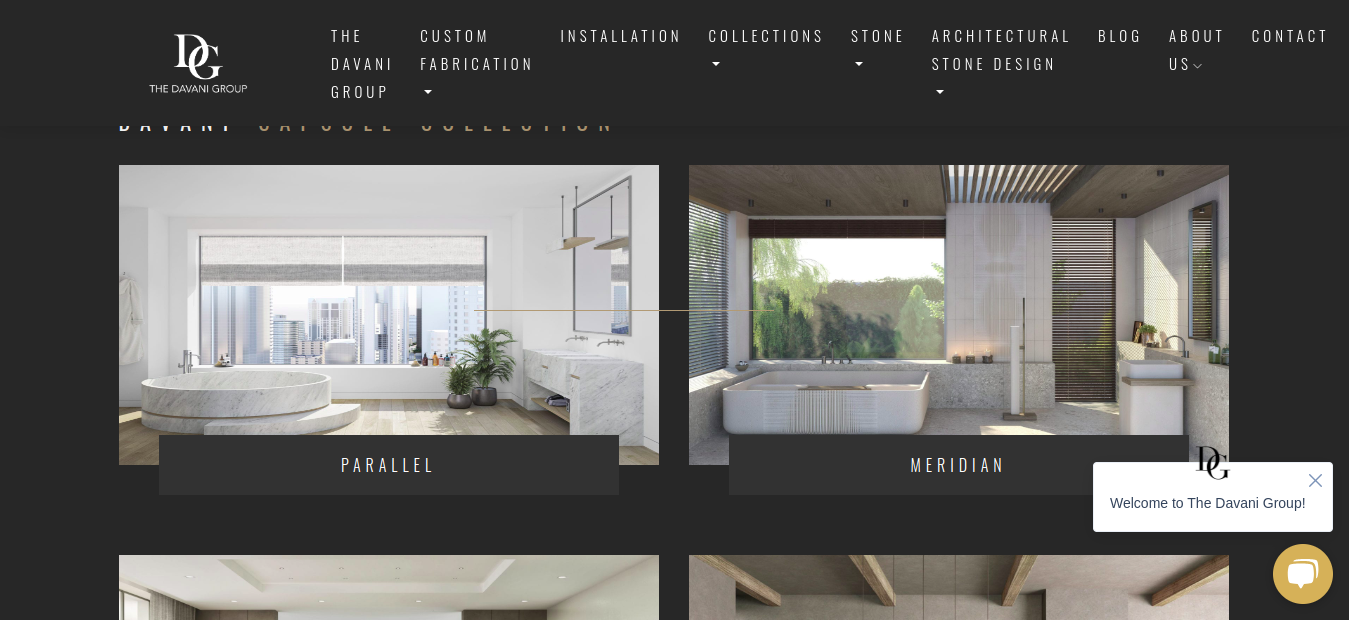 DG
THE DAVANI GROUP
THE
DAVANI
GROUP
CUSTOM
FABRICATION
INSTALLATION
COLLECTIONS
STONE
ARCHITECTURAL
STONE DESIGN
BLOG
ABOUT
US
CONTACT
DAVANI CAPSULE COLLECTION
PARALLEL
MERIDIAN
DG
Welcome to The Davani Group!